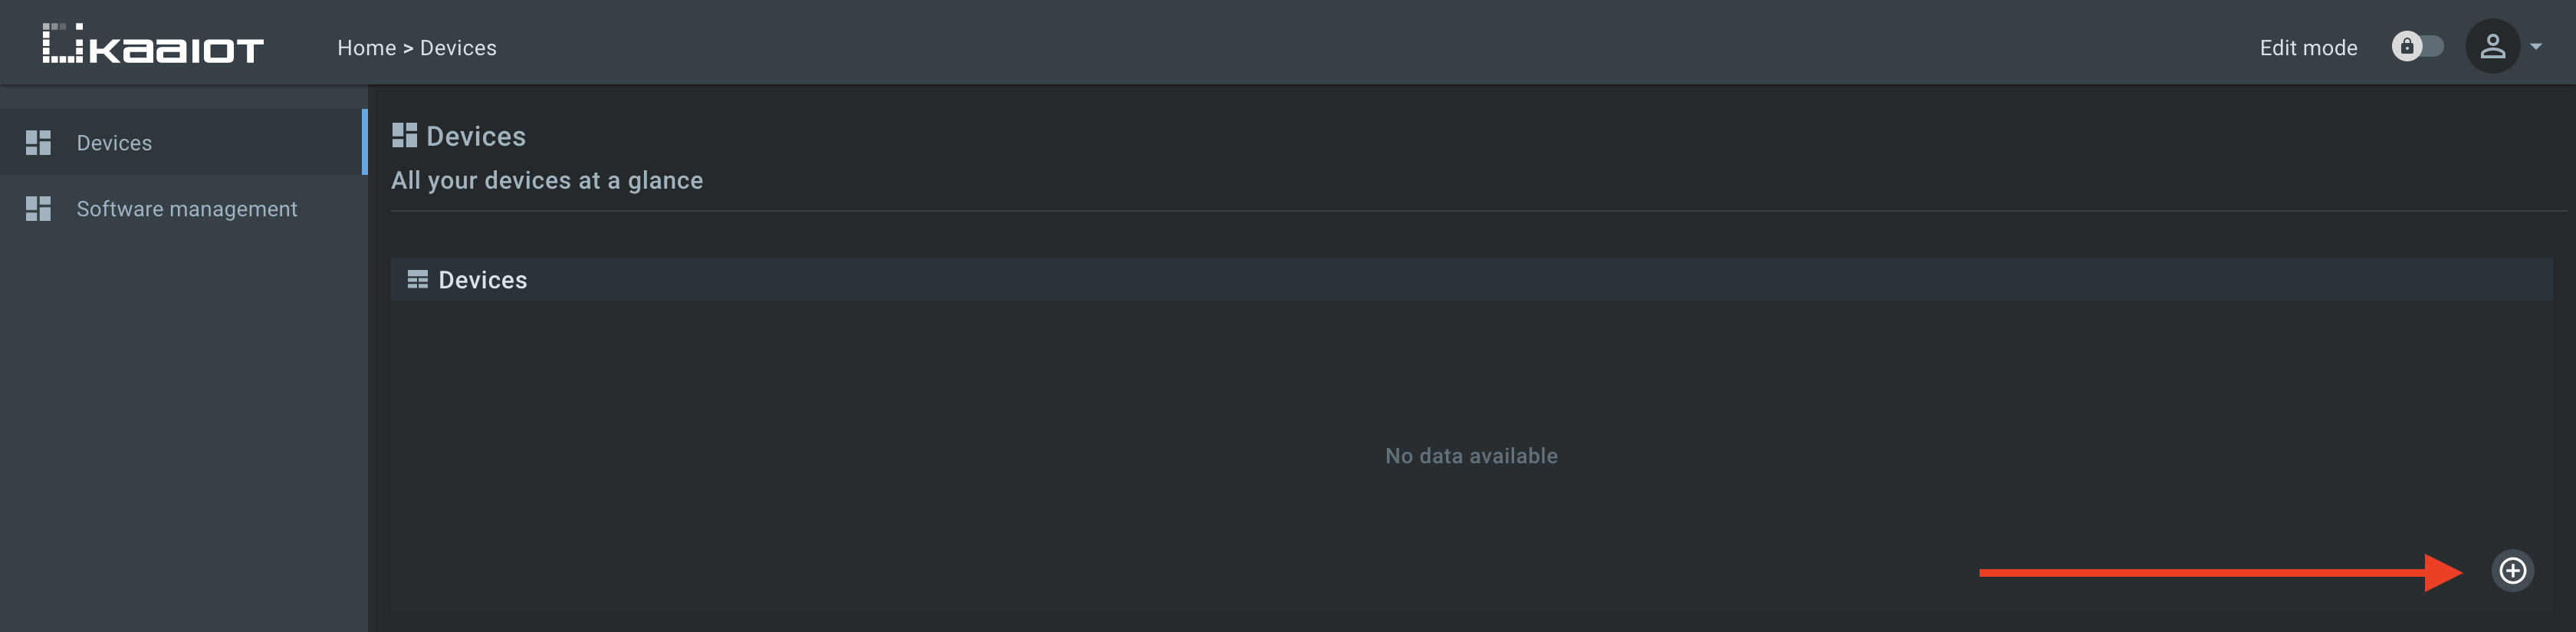 KAAIOT
Home > Devices
Edit mode
Devices
Software management
Devices
All your devices at a glance
Devices
No data available